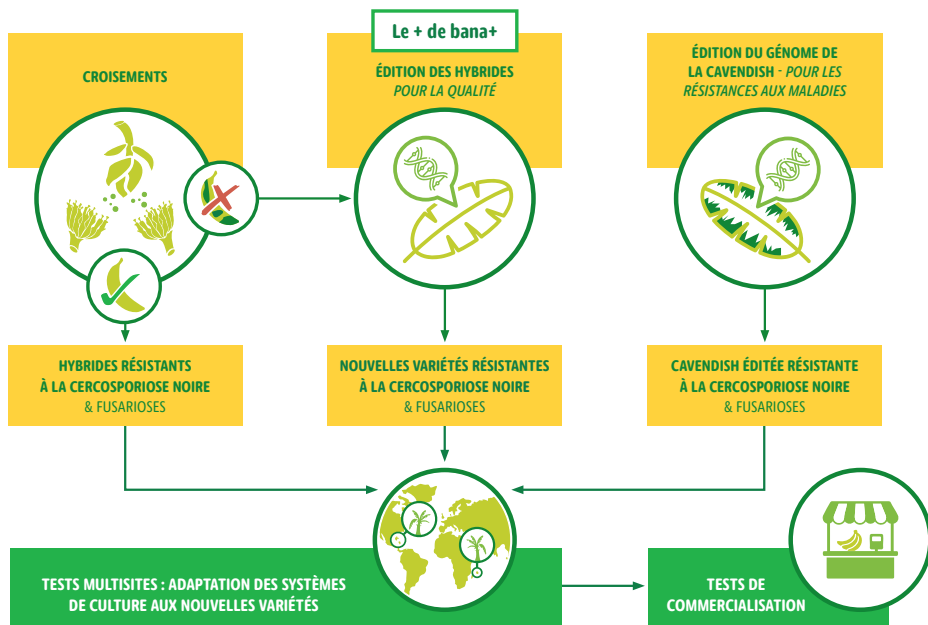 Le + de bana+
CROISEMENTS
ÉDITION DES HYBRIDES
POUR LA QUALITÉ
ÉDITION DU GÉNOME DE
LA CAVENDISH - POUR LES
RÉSISTANCES AUX MALADIES
HYBRIDES RÉSISTANTS
À LA CERCOSPORIOSE NOIRE
& FUSARIOSES
NOUVELLES VARIÉTÉS RÉSISTANTES
À LA CERCOSPORIOSE NOIRE
& FUSARIOSES
CAVENDISH ÉDITÉE RÉSISTANTE
À LA CERCOSPORIOSE NOIRE
& FUSARIOSES
TESTS MULTISITES : ADAPTATION DES SYSTÈMES
DE CULTURE AUX NOUVELLES VARIÉTÉS
TESTS DE
COMMERCIALISATION